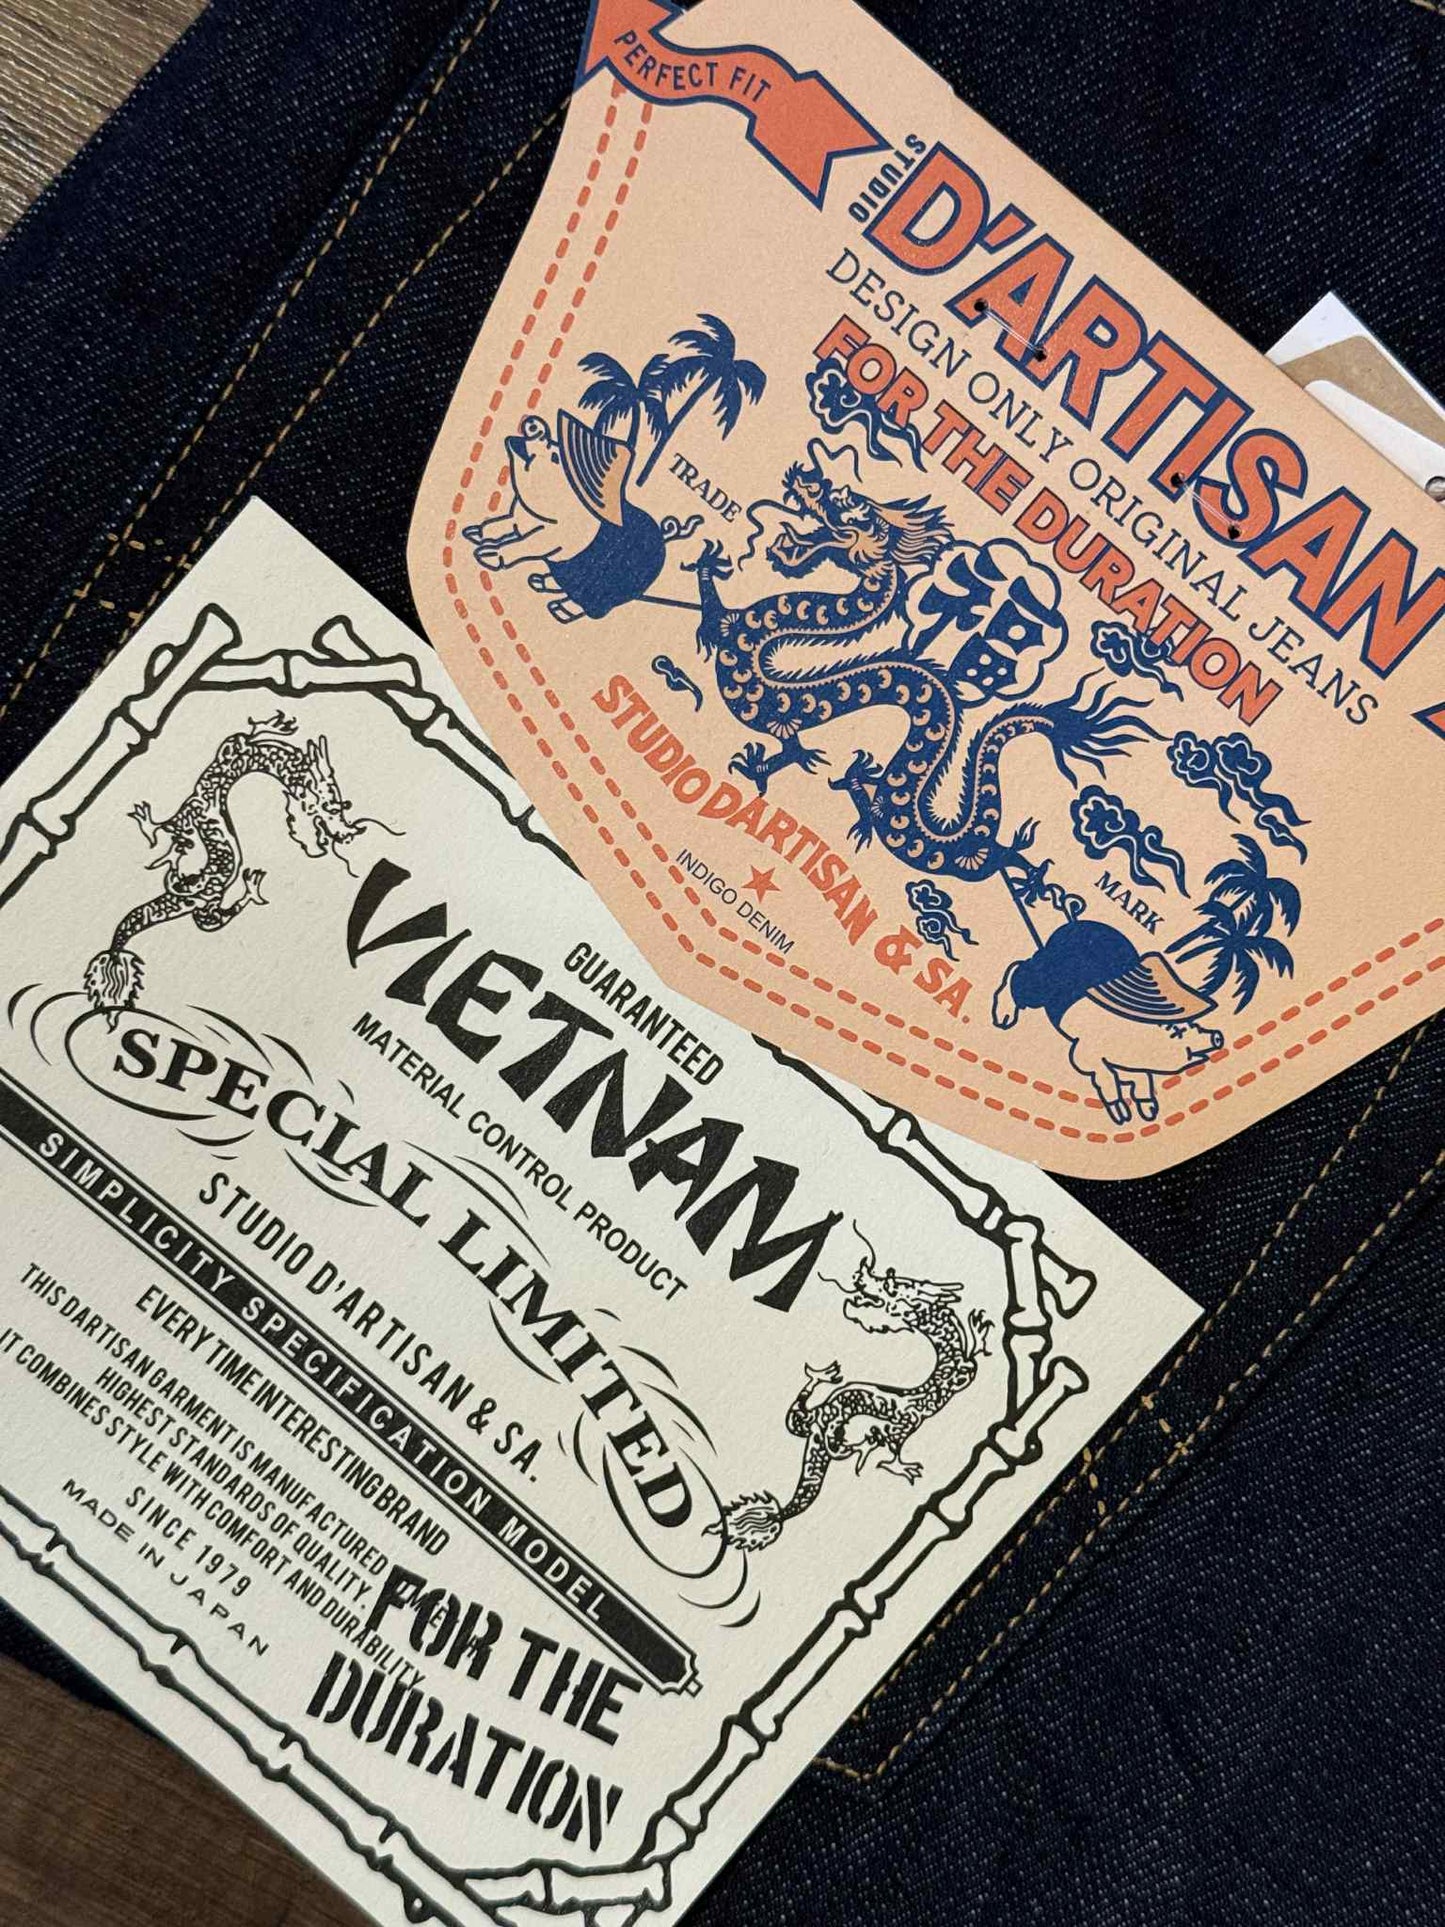 PERFECT FIT
STUDIO
D'ARTISAN
DESIGN ONLY ORIGINAL JEANS
FOR THE DURATION
TRADE
福
MARK
STUDIO DARTISAN & SA.
INDIGO DENIM
GUARANTEED
VIETNAM
MATERIAL CONTROL PRODUCT
SPECIAL LIMITED
STUDIO D'ARTISAN & SA.
SIMPLICITY SPECIFICATION MODEL
EVERY TIME INTERESTING BRAND
THIS DARTISAN GARMENT IS MANUFACTURED
HIGHEST STANDARDS OF QUALITY.
IT COMBINES STYLE WITH COMFORT AND DURABILITY
SINCE 1979
MADE IN JAPAN
FOR THE
DURATION